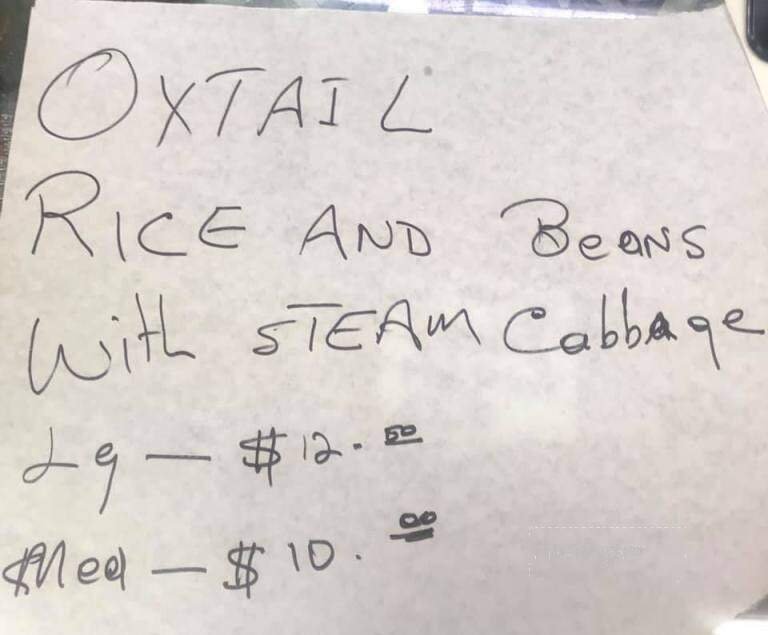 OXTAIL
RICE AND BeANS
With STEAM Cabbage
Lg — $12.50
Med — $10.00